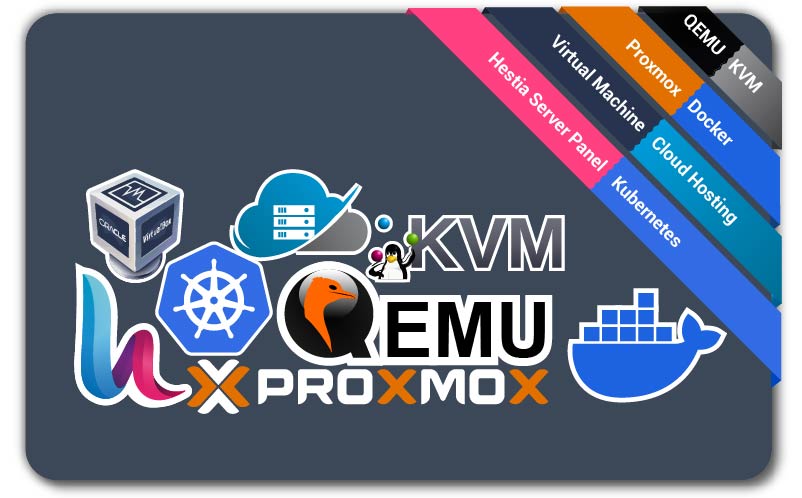 QEMU
KVM
Proxmox
Docker
Virtual Machine
Cloud Hosting
Hestia Server Panel
Kubernetes
ORACLE
VirtualBox
KVM
QEMU
PROXMOX